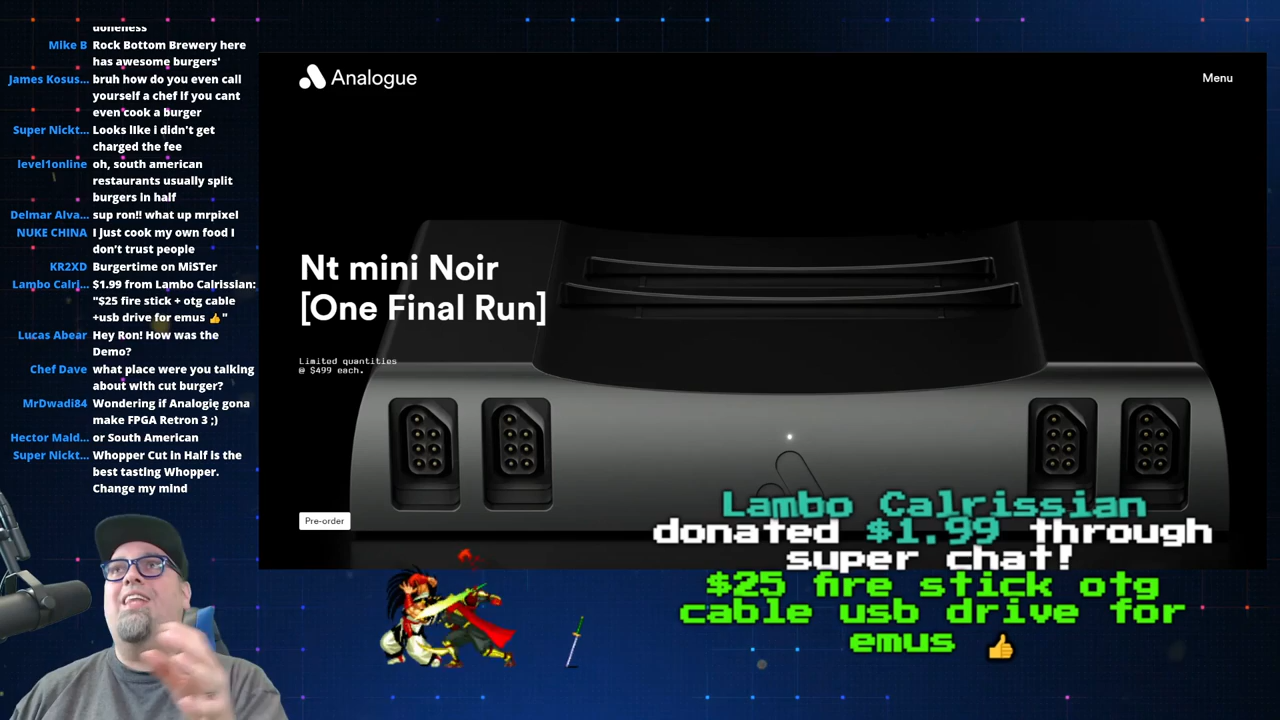 doneness
Mike B Rock Bottom Brewery here
has awesome burgers'
James Kosus... bruh how do you even call
yourself a chef if you cant
even cook a burger
Super Nickt... Looks like i didn't get
charged the fee
level1online oh, south american
restaurants usually split
burgers in half
Delmar Alva... sup ron!! what up mrpixel
NUKE CHINA I Just cook my own food I
don't trust people
KR2XD Burgertime on MiSTer
Lambo Calri... $1.99 from Lambo Calrissian:
"$25 fire stick + otg cable
+usb drive for emus 👍"
Lucas Abear Hey Ron! How was the
Demo?
Chef Dave what place were you talking
about with cut burger?
MrDwadi84 Wondering if Analogię gona
make FPGA Retron 3 ;)
Hector Mald... or South American
Super Nickt... Whopper Cut in Half is the
best tasting Whopper.
Change my mind
Analogue
Menu
Nt mini Noir
[One Final Run]
Limited quantities
@ $499 each.
Pre-order
Lambo Calrissian
donated $1.99 through
super chat!
$25 fire stick otg
cable usb drive for
emus 👍